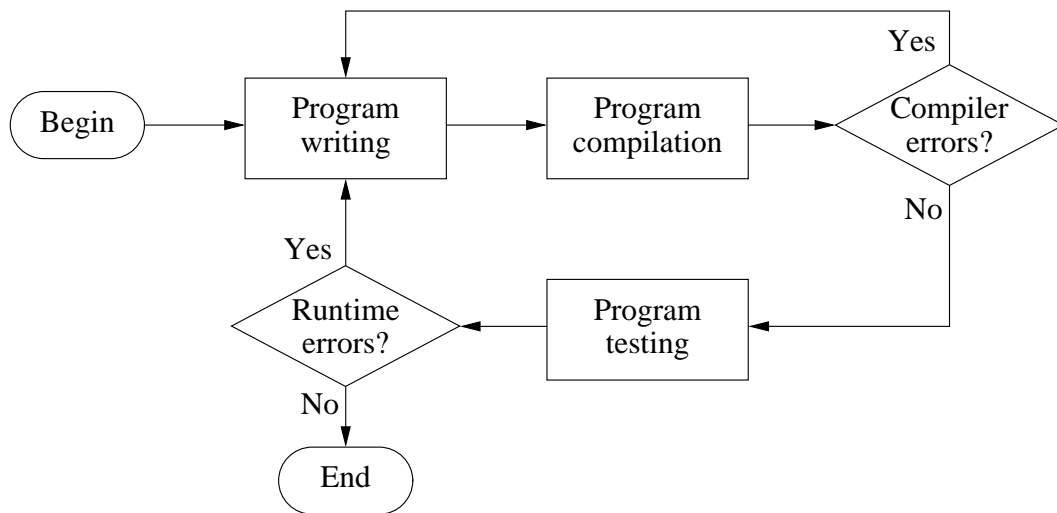 Yes
Begin
Program
writing
Program
compilation
Compiler
errors?
No
Yes
Runtime
errors?
Program
testing
No
End